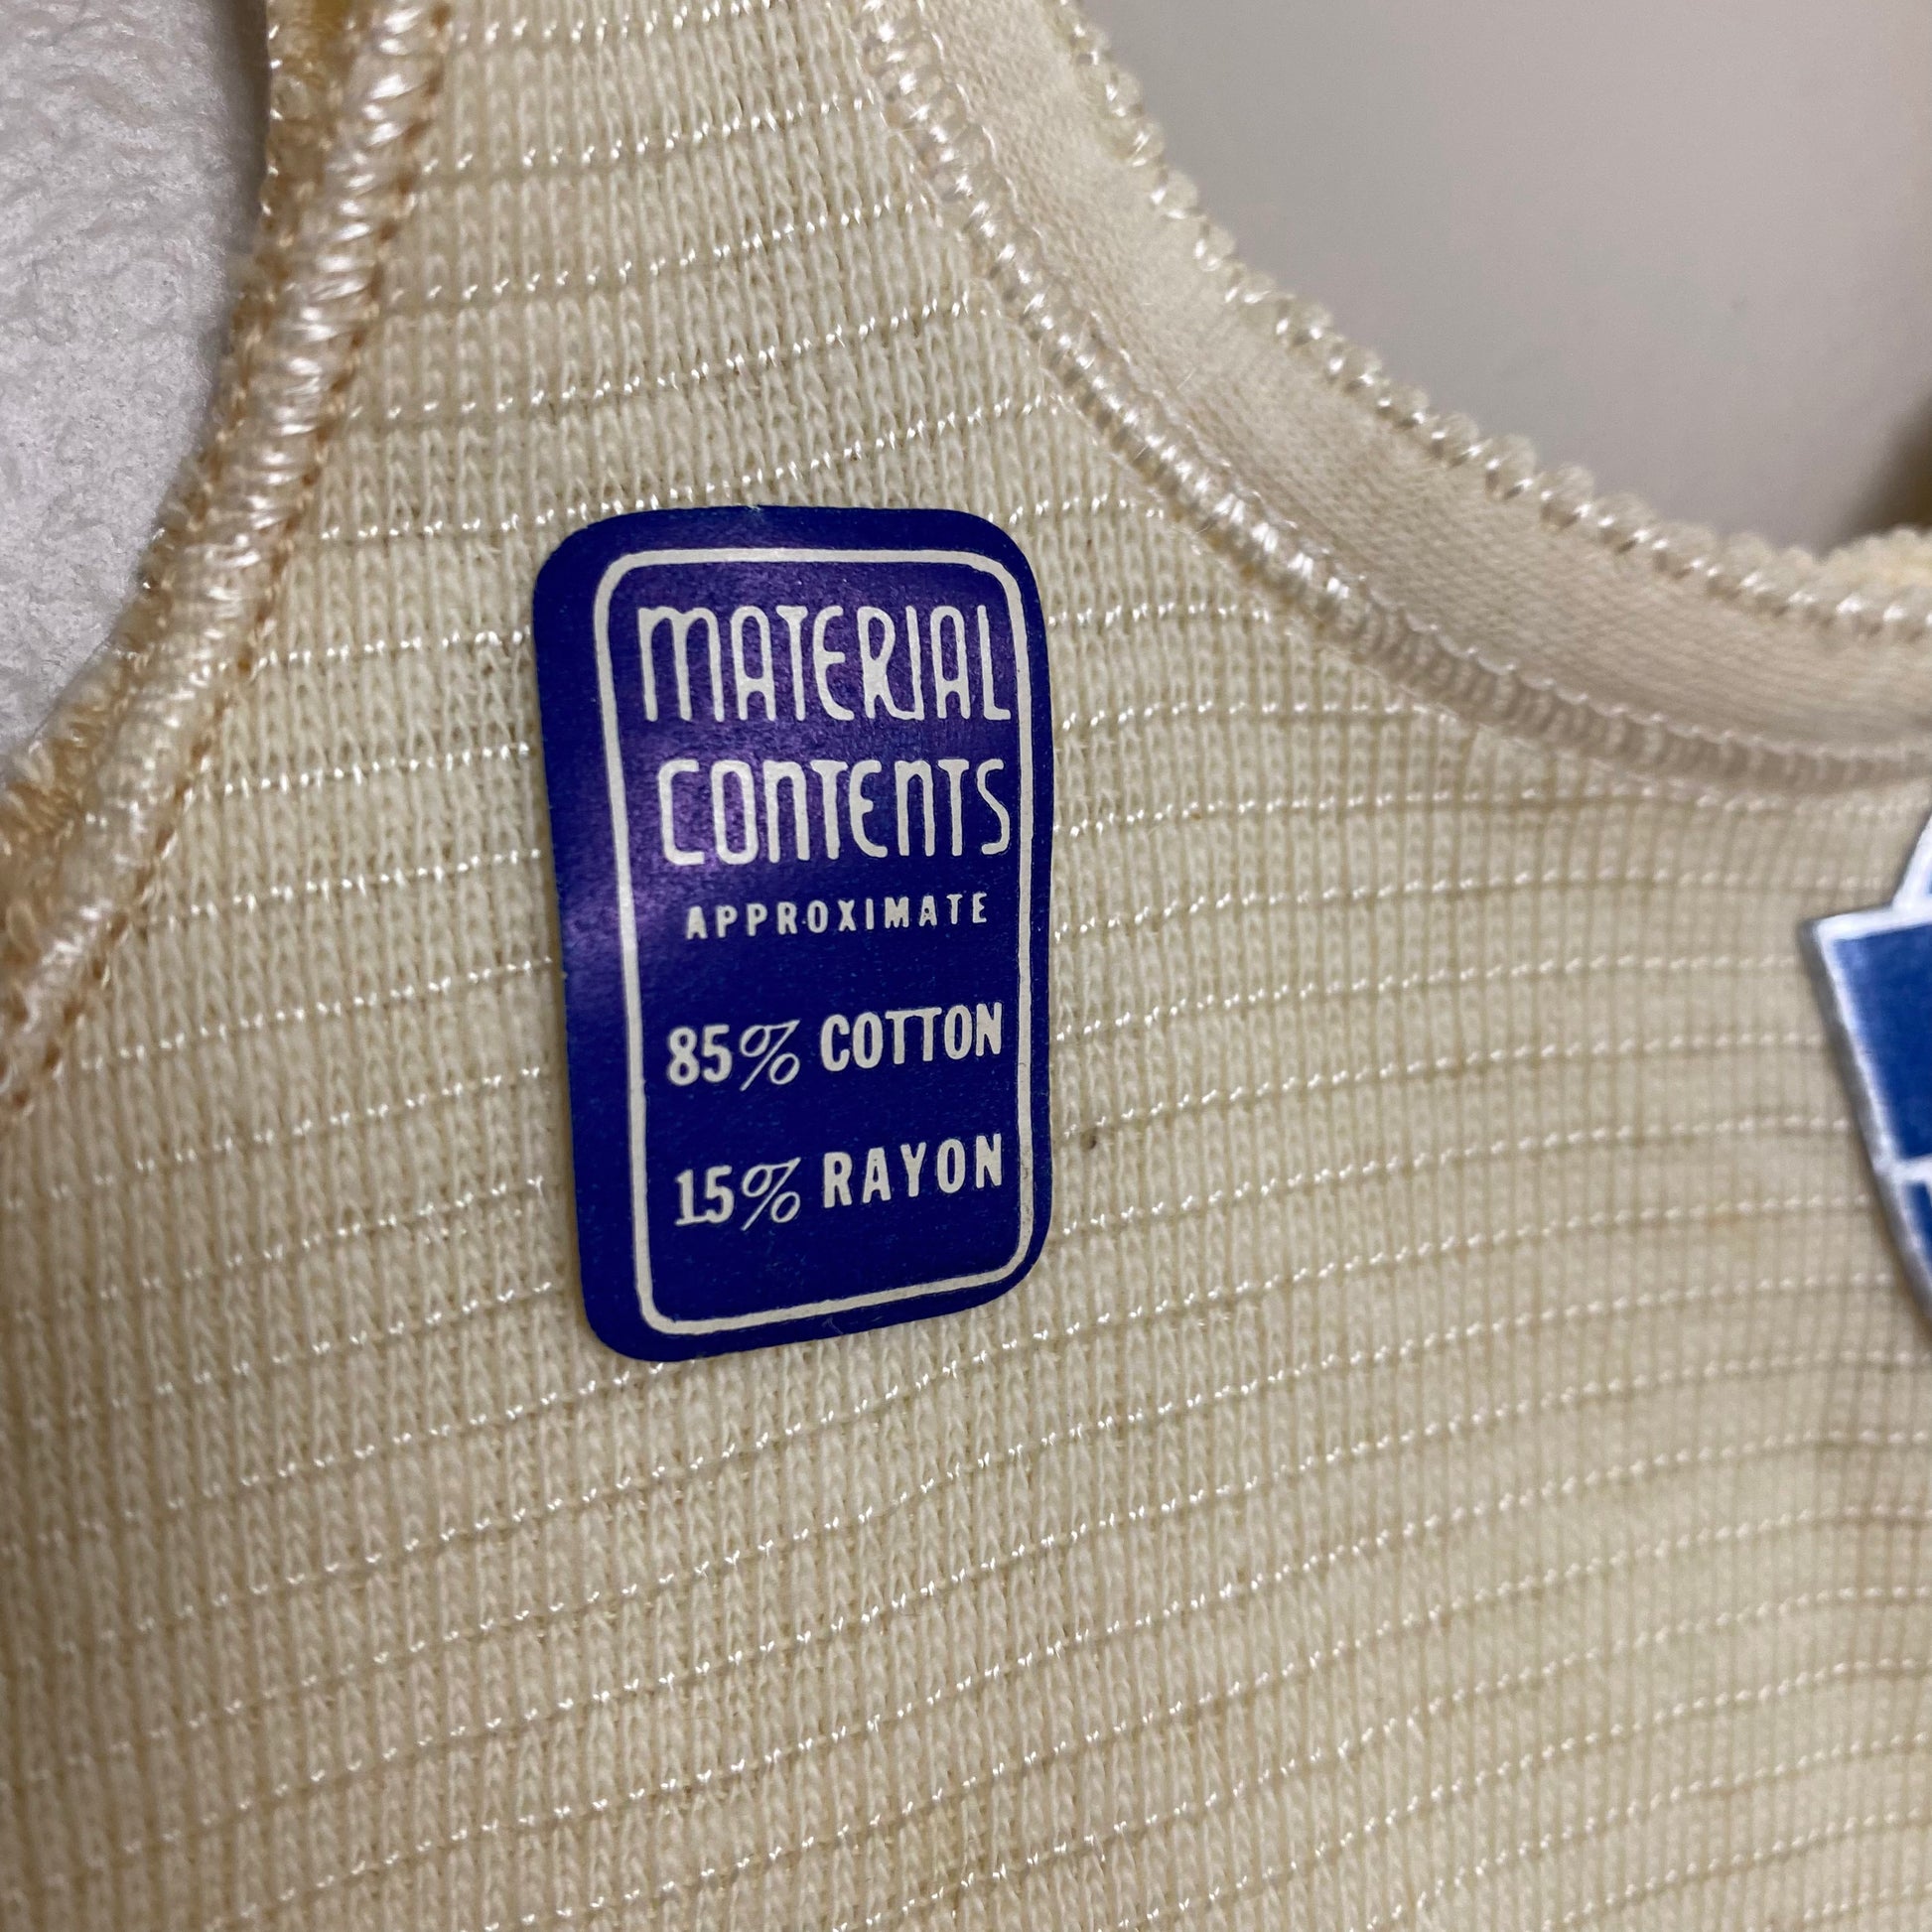 MATERIAL
CONTENTS
APPROXIMATE
85% COTTON
15% RAYON